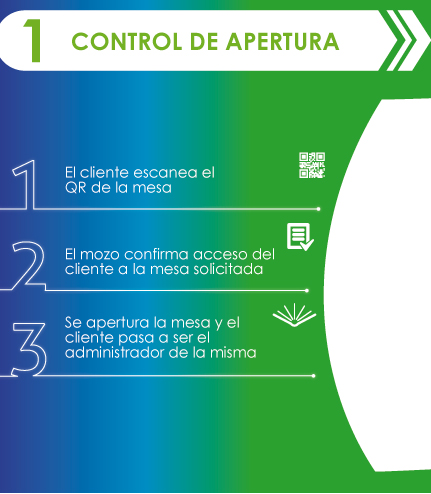 1 CONTROL DE APERTURA
1
El cliente escanea el
QR de la mesa
2
El mozo confirma acceso del
cliente a la mesa solicitada
3
Se apertura la mesa y el
cliente pasa a ser el
administrador de la misma